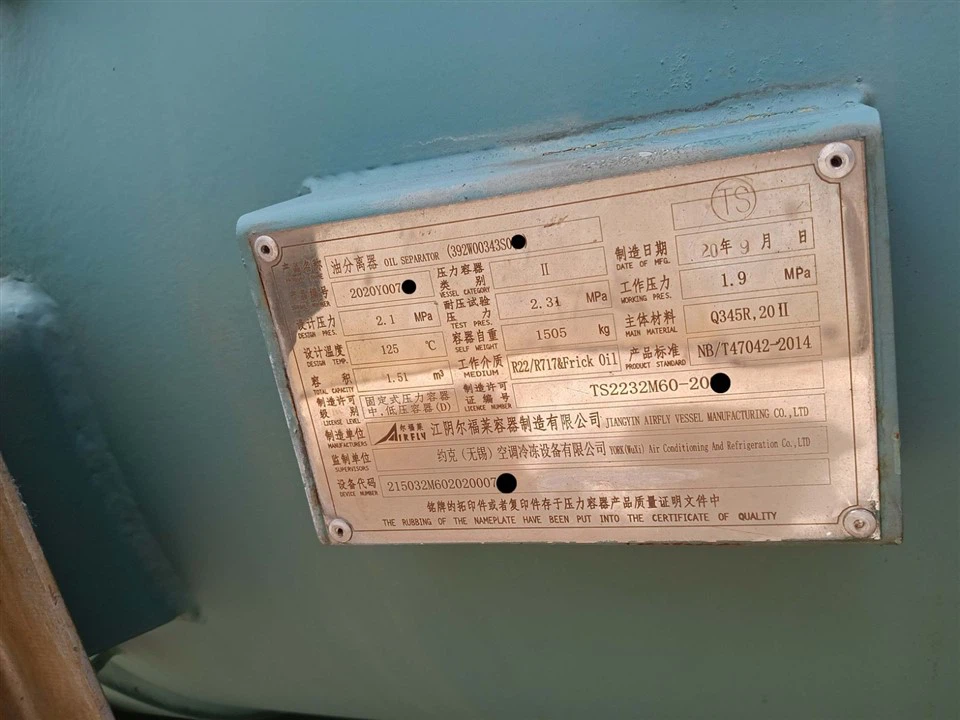 TS
产品名称 油分离器 OIL SEPARATOR (392W00343S0
2020Y007
压力容器类别 VESSEL CATEGORY II
制造日期 DATE OF MFG. 20 年 9 月 日
设计压力 DESIGN PRES. 2.1 MPa
耐压试验压力 TEST PRES. 2.31 MPa
工作压力 WORKING PRES. 1.9 MPa
设计温度 DESIGN TEMP. 125 ℃
容器自重 SELF WEIGHT 1505 kg
主体材料 MAIN MATERIAL Q345R,20II
容积 TOTAL CAPACITY 1.51 m³
工作介质 MEDIUM R22/R717&Frick Oil
产品标准 PRODUCT STANDARD NB/T47042-2014
制造许可级别 LICENSE LEVEL 固定式压力容器中,低压容器(D)
制造许可证编号 LICENCE NUMBER TS2232M60-20
制造单位 MANUFACTURERS 尔福莱 AIRFLY 江阴尔福莱容器制造有限公司 JIANGYIN AIRFLY VESSEL MANUFACTURING CO.,LTD
监制单位 SUPERVISORS 约克(无锡)空调冷冻设备有限公司 YORK(WuXi) Air Conditioning And Refrigeration Co.,LTD
设备代码 DEVICE NUMBER 215032M602020007
铭牌的拓印件或者复印件存于压力容器产品质量证明文件中
THE RUBBING OF THE NAMEPLATE HAVE BEEN PUT INTO THE CERTIFICATE OF QUALITY